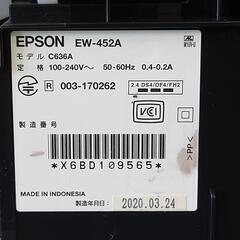 EPSON EW-452A
モデル C636A
定格 100-240V～ 50-60Hz 0.4-0.2A
R 003-170262
2.4 DS4/OF4/FH2
VCCI
製造番号
*X6BD109565*
>PP<
MADE IN INDONESIA
製造年月日: 2020.03.24